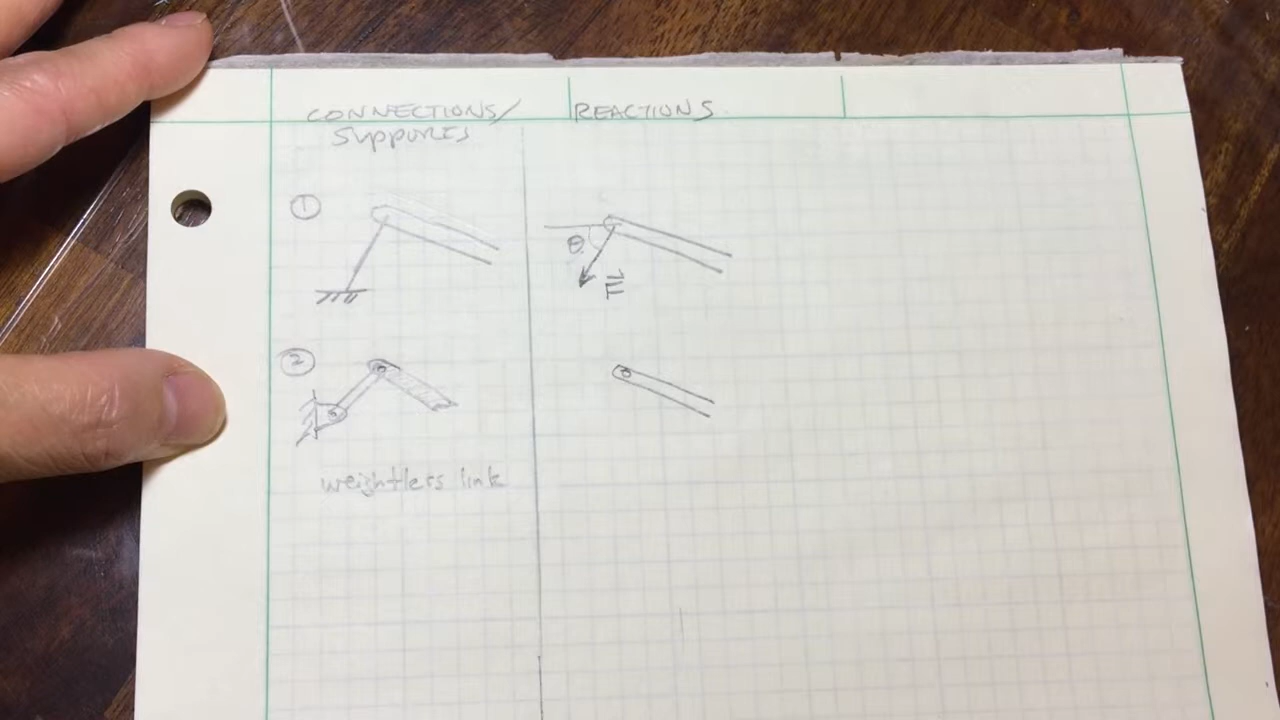 CONNECTIONS/
SUPPORTS
REACTIONS
①
θ
F⃗
②
weightless link